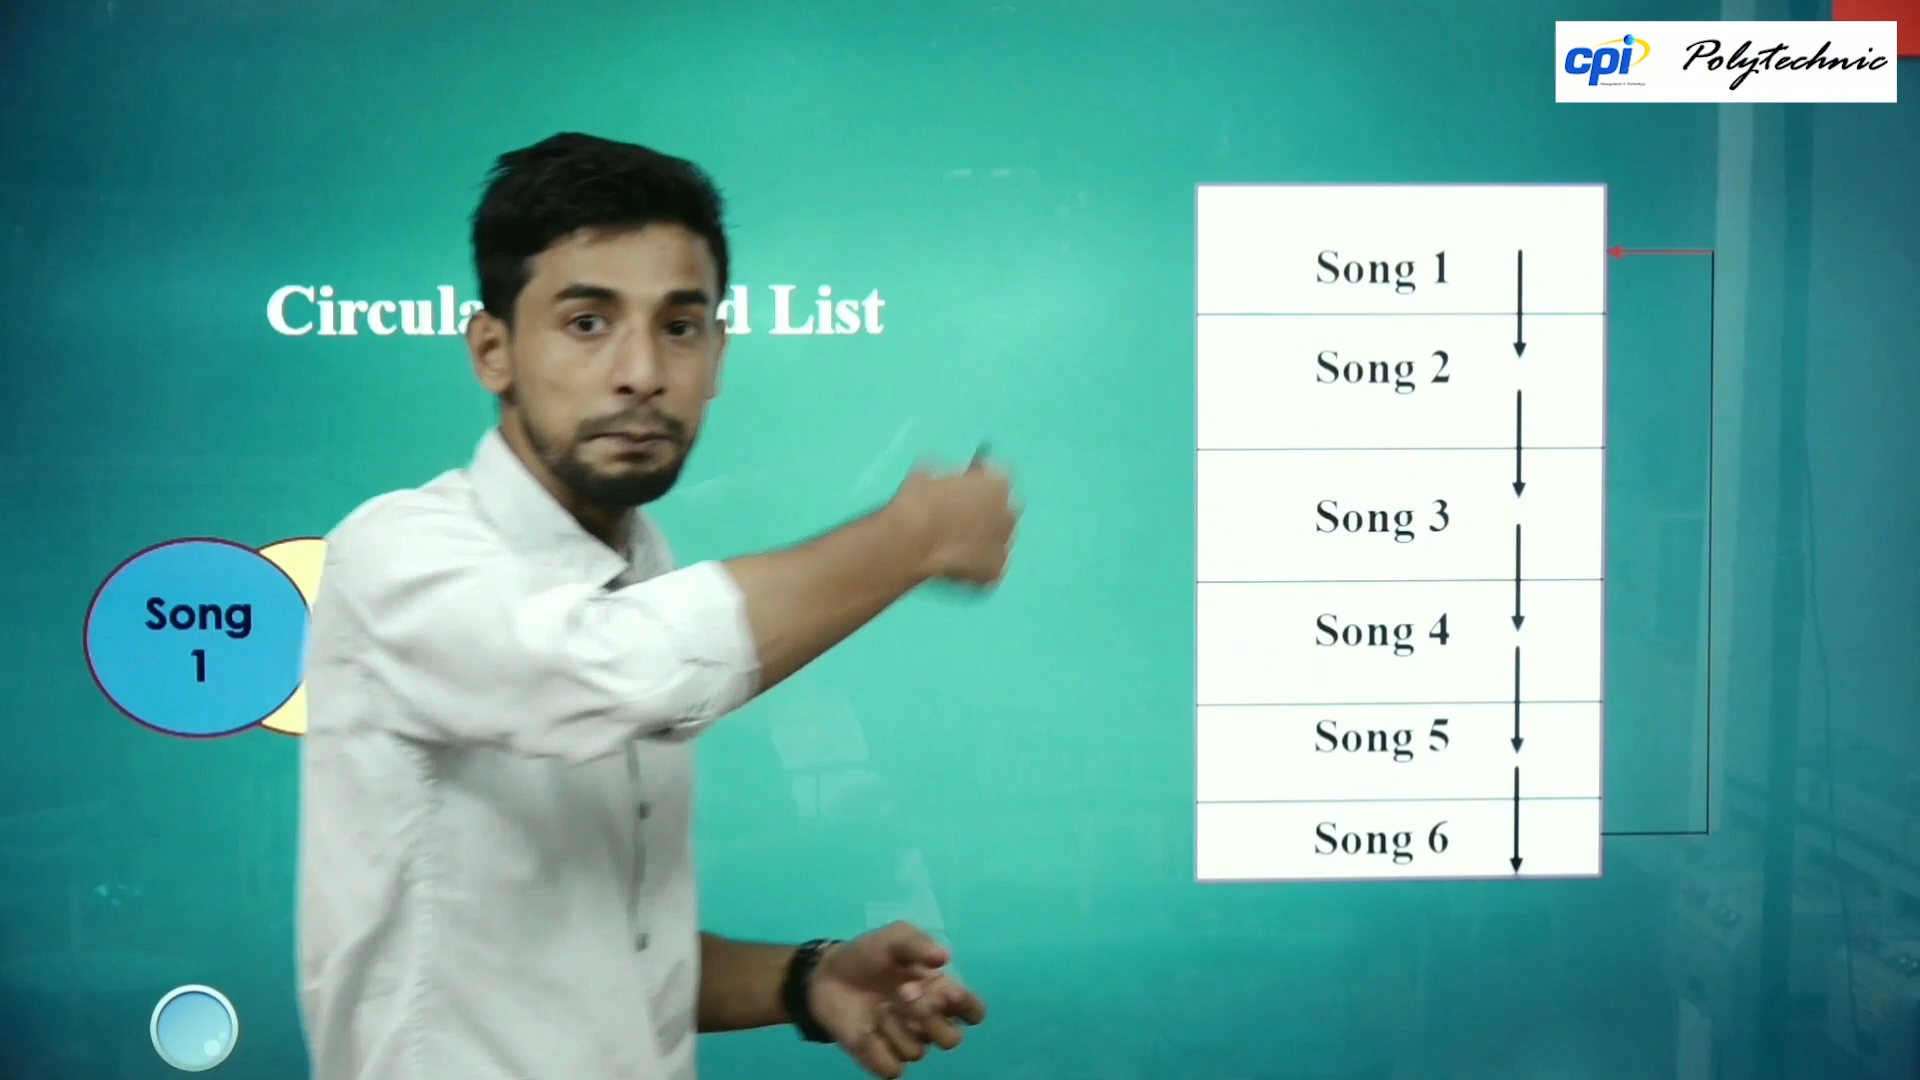 cpi Polytechnic
Circula d List
Song 1
Song 2
Song 3
Song 4
Song 5
Song 6
Song
1